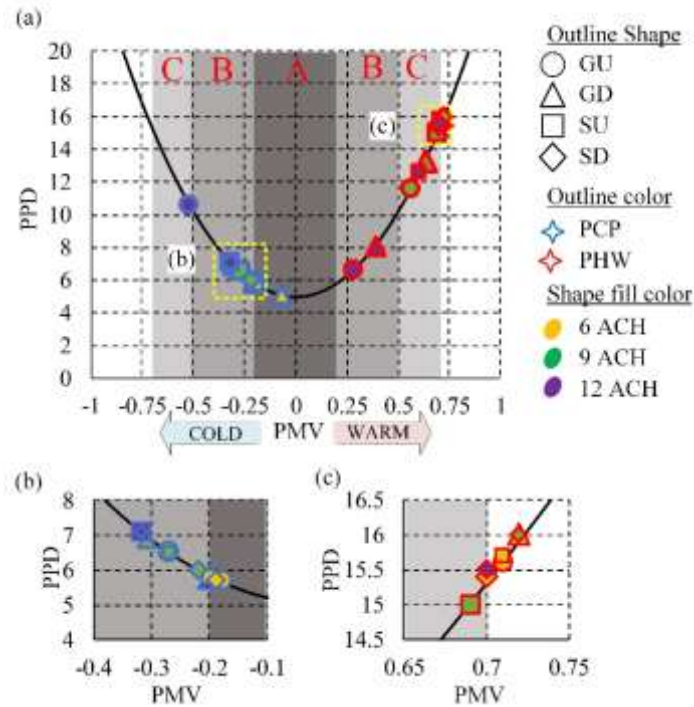 (a)
C
B
A
B
C
(c)
(b)
PPD
20
18
16
14
12
10
8
6
4
2
0
-1
-0.75
-0.5
-0.25
0
0.25
0.5
0.75
1
COLD
PMV
WARM
Outline Shape
GU
GD
SU
SD
Outline color
PCP
PHW
Shape fill color
6 ACH
9 ACH
12 ACH
(b)
PPD
8
7
6
5
4
-0.4
-0.3
-0.2
-0.1
PMV
(c)
PPD
16.5
16
15.5
15
14.5
0.65
0.7
0.75
PMV